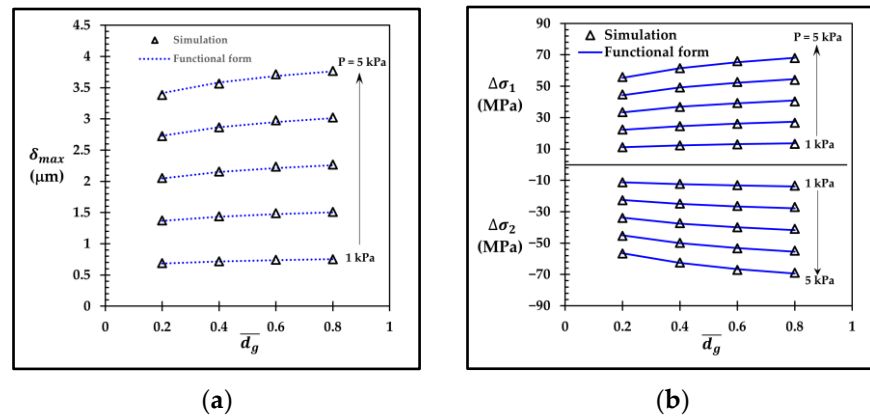 4.5
4
3.5
3
2.5
2
1.5
1
0.5
0
δmax
(μm)
Simulation
Functional form
P = 5 kPa
1 kPa
0 0.2 0.4 0.6 0.8 1
d̅g
(a)
90
70
50
30
10
−10
−30
−50
−70
−90
Δσ1
(MPa)
Δσ2
(MPa)
Simulation
Functional form
P = 5 kPa
1 kPa
1 kPa
5 kPa
0 0.2 0.4 0.6 0.8 1
d̅g
(b)